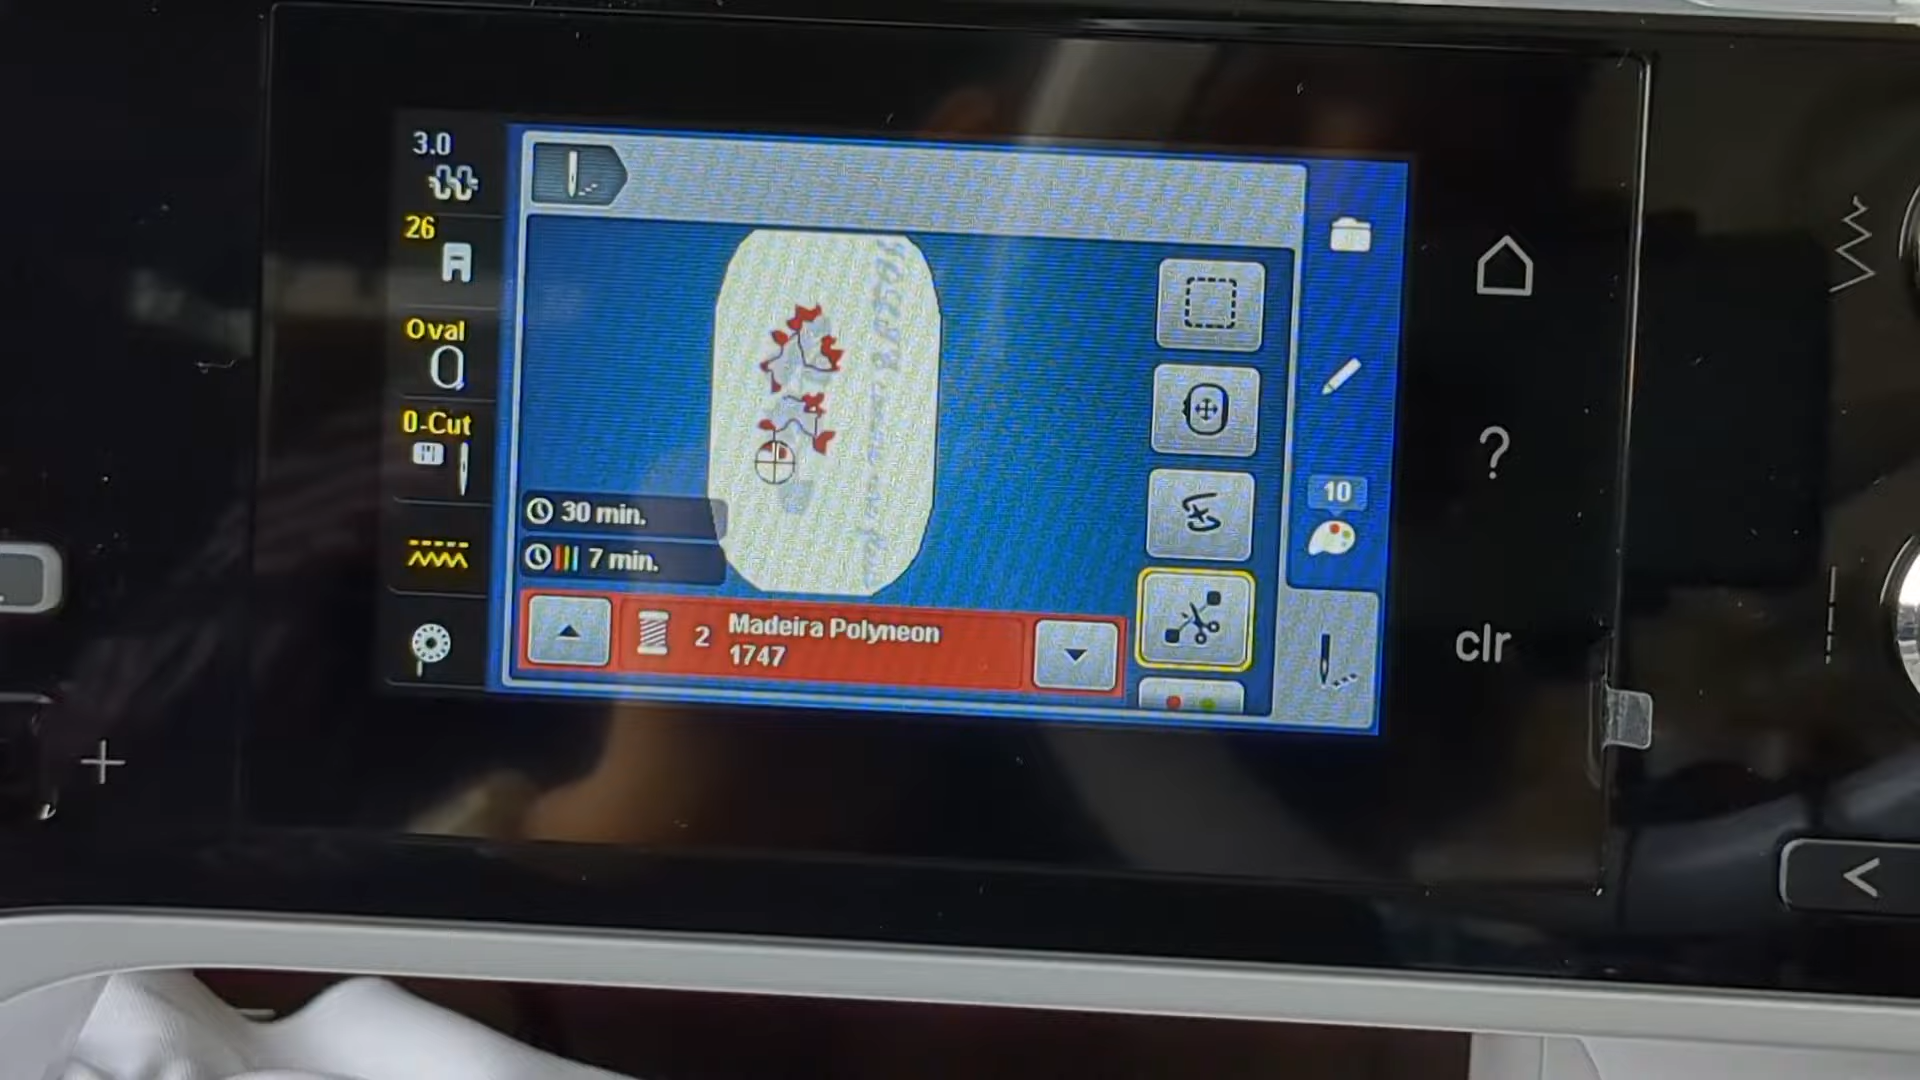 3.0
26
Oval
0-Cut
30 min.
7 min.
2 Madeira Polyneon
1747
10
?
clr
+
<